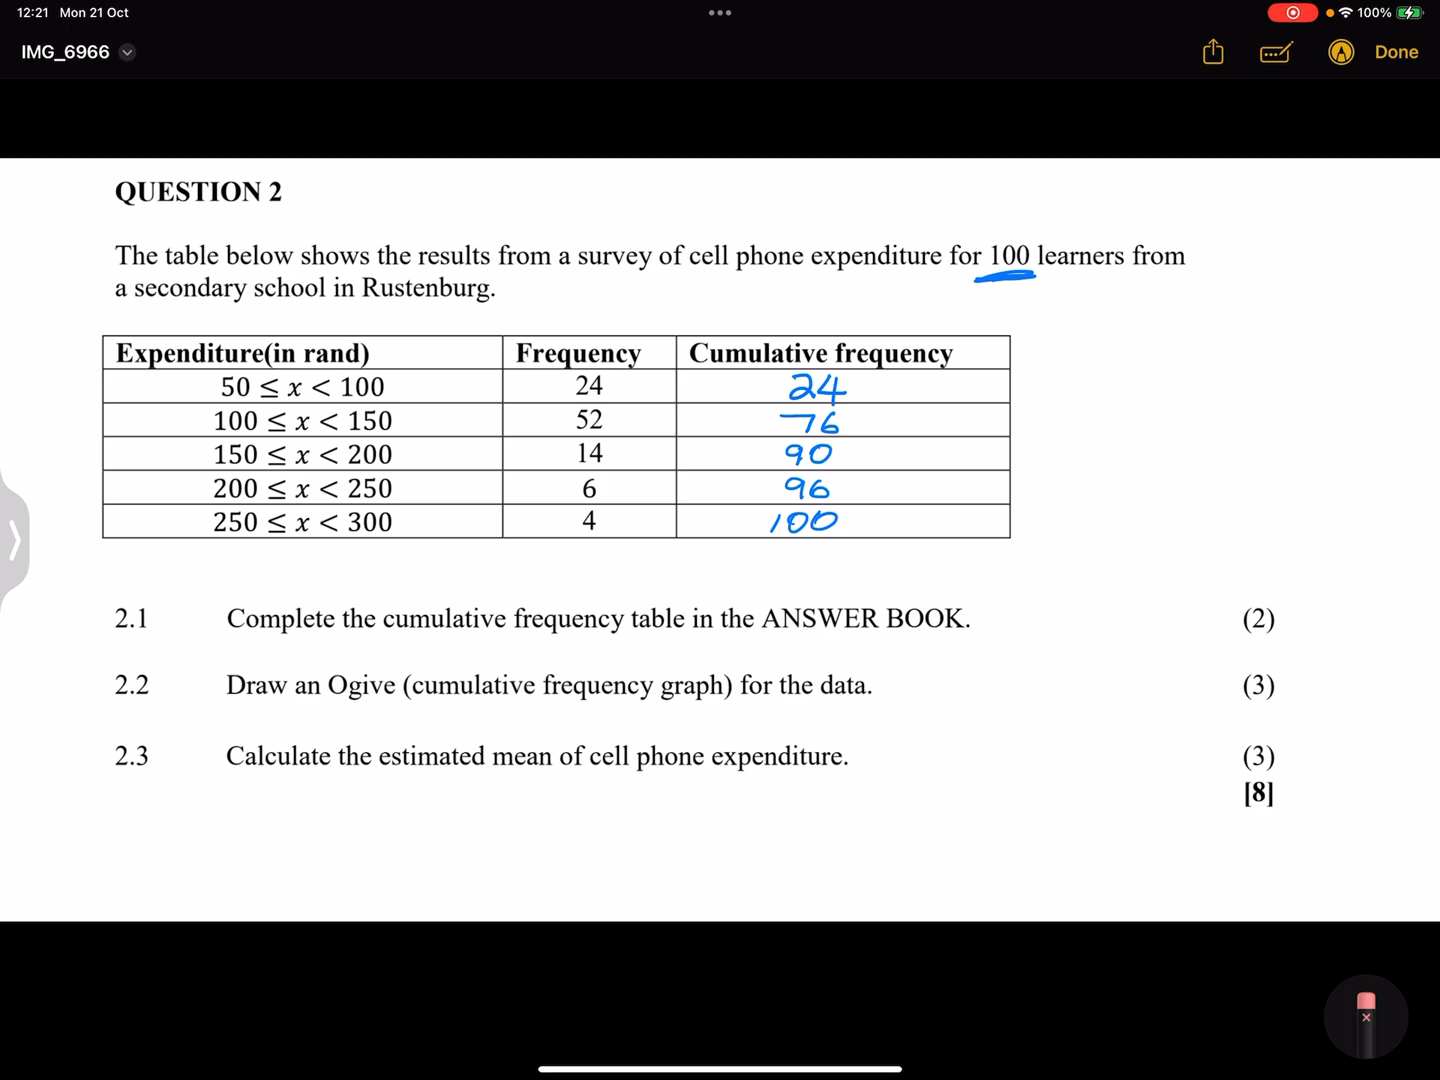 12:21 Mon 21 Oct
100%
IMG_6966
Done
QUESTION 2
The table below shows the results from a survey of cell phone expenditure for 100 learners from
a secondary school in Rustenburg.
Expenditure(in rand) Frequency Cumulative frequency
50 ≤ x < 100 24 24
100 ≤ x < 150 52 76
150 ≤ x < 200 14 90
200 ≤ x < 250 6 96
250 ≤ x < 300 4 100
2.1 Complete the cumulative frequency table in the ANSWER BOOK. (2)
2.2 Draw an Ogive (cumulative frequency graph) for the data. (3)
2.3 Calculate the estimated mean of cell phone expenditure. (3)
[8]